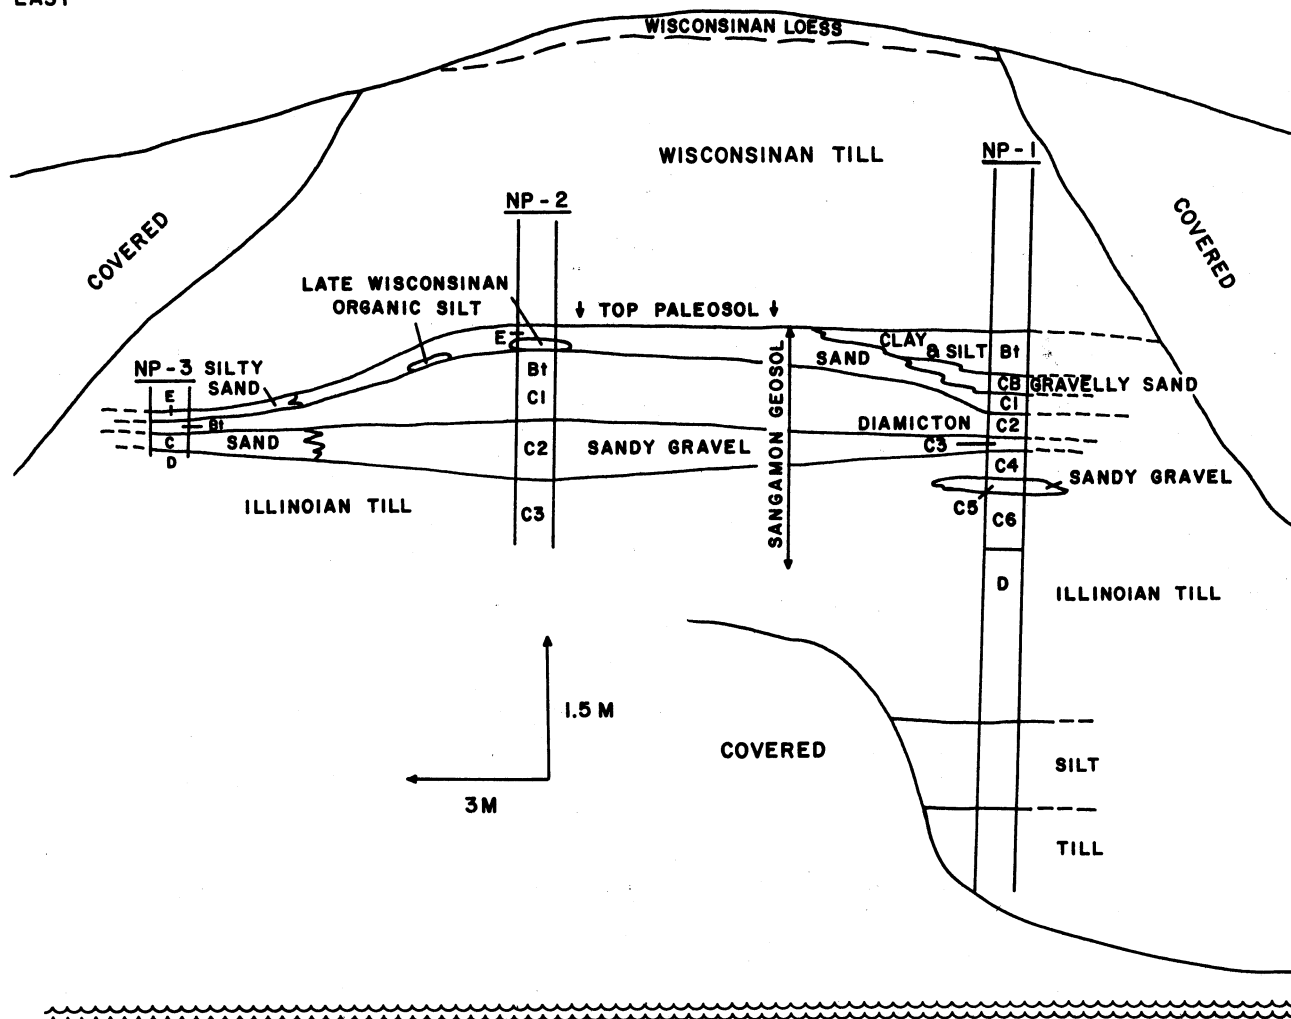 EAST
WISCONSINAN LOESS
WISCONSINAN TILL
NP-1
NP-2
COVERED
COVERED
LATE WISCONSINAN
ORGANIC SILT
↓ TOP PALEOSOL ↓
E
CLAY
& SILT
Bt
SAND
NP-3
SILTY
SAND
Bt
CB
GRAVELLY SAND
E
C1
C1
Bt
DIAMICTON
C2
C
SAND
C2
SANDY GRAVEL
C3
D
C4
SANDY GRAVEL
SANGAMON GEOSOL
ILLINOIAN TILL
C3
C5
C6
D
ILLINOIAN TILL
1.5 M
3M
COVERED
SILT
TILL